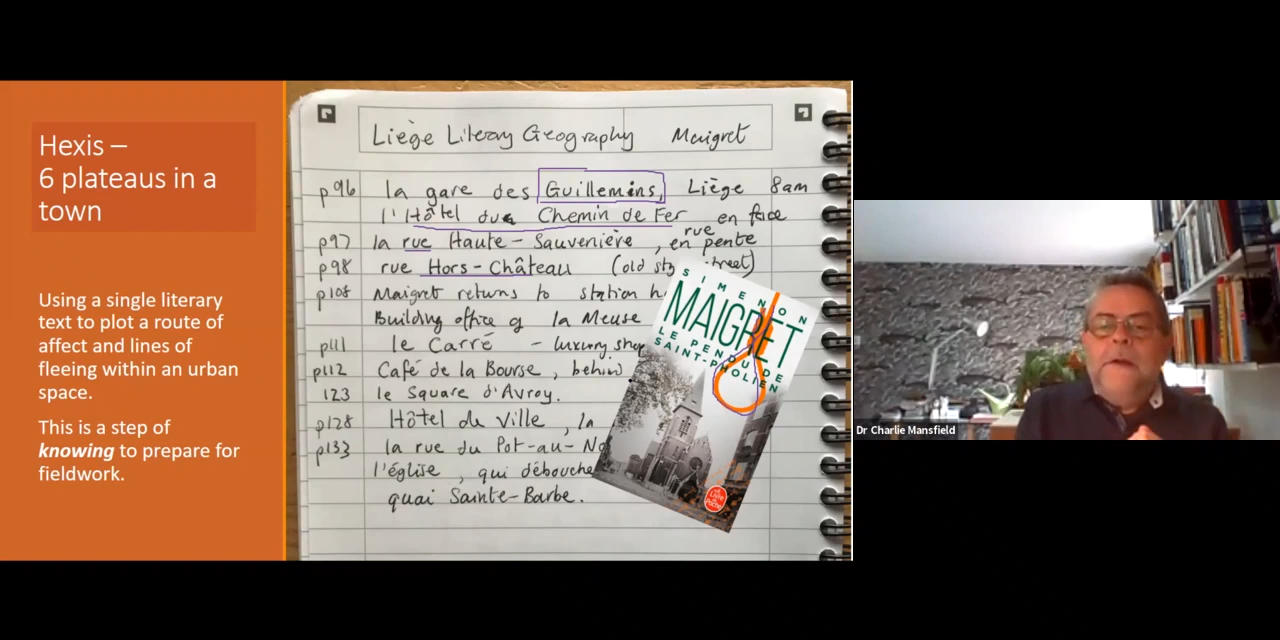 Hexis –
6 plateaus in a
town
Using a single literary
text to plot a route of
affect and lines of
fleeing within an urban
space.
This is a step of
knowing to prepare for
fieldwork.
Liège Literary Geography Maigret
p96 la gare des Guillemins, Liège 8am
l'Hôtel du Chemin de Fer en face
p97 la rue Haute-Sauvenière, rue en pente
p98 rue Hors-Château (old street)
p108 Maigret returns to station
Building office of la Meuse
p111 le Carré - luxury
p112 Café de la Bourse, behind
123 le Square d'Avroy.
p128 Hôtel de Ville, la
p133 la rue du Pot-au-
l'église, qui débouche
quai Sainte-Barbe.
SIMENON
MAIGRET
LE PENDU DE
SAINT-PHOLIEN
Le Livre de Poche
Dr Charlie Mansfield